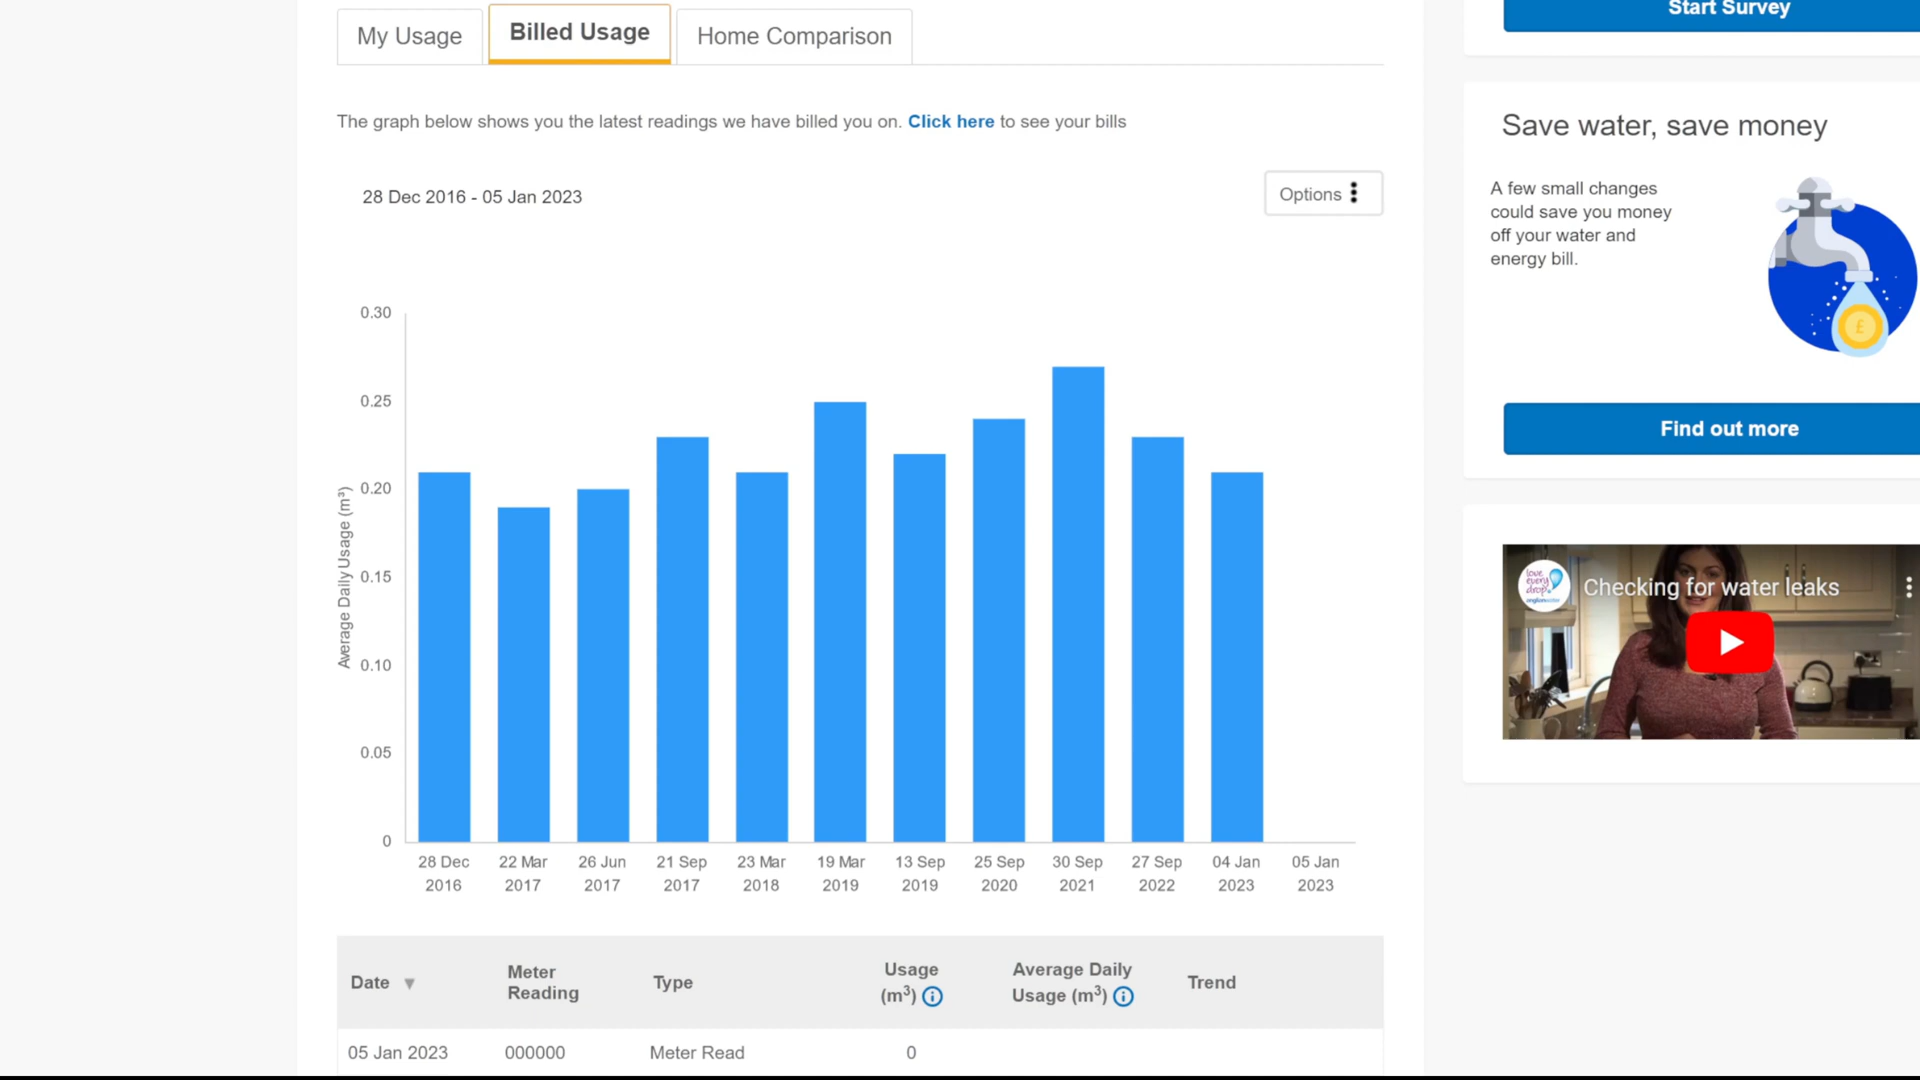 My Usage
Billed Usage
Home Comparison
The graph below shows you the latest readings we have billed you on. Click here to see your bills
28 Dec 2016 - 05 Jan 2023
Options
Average Daily Usage (m³)
0.30
0.25
0.20
0.15
0.10
0.05
0
28 Dec 2016
22 Mar 2017
26 Jun 2017
21 Sep 2017
23 Mar 2018
19 Mar 2019
13 Sep 2019
25 Sep 2020
30 Sep 2021
27 Sep 2022
04 Jan 2023
05 Jan 2023
Date ▼
Meter Reading
Type
Usage (m³)
Average Daily Usage (m³)
Trend
05 Jan 2023
000000
Meter Read
0
Start Survey
Save water, save money
A few small changes
could save you money
off your water and
energy bill.
£
Find out more
love
every
drop
anglianwater
Checking for water leaks